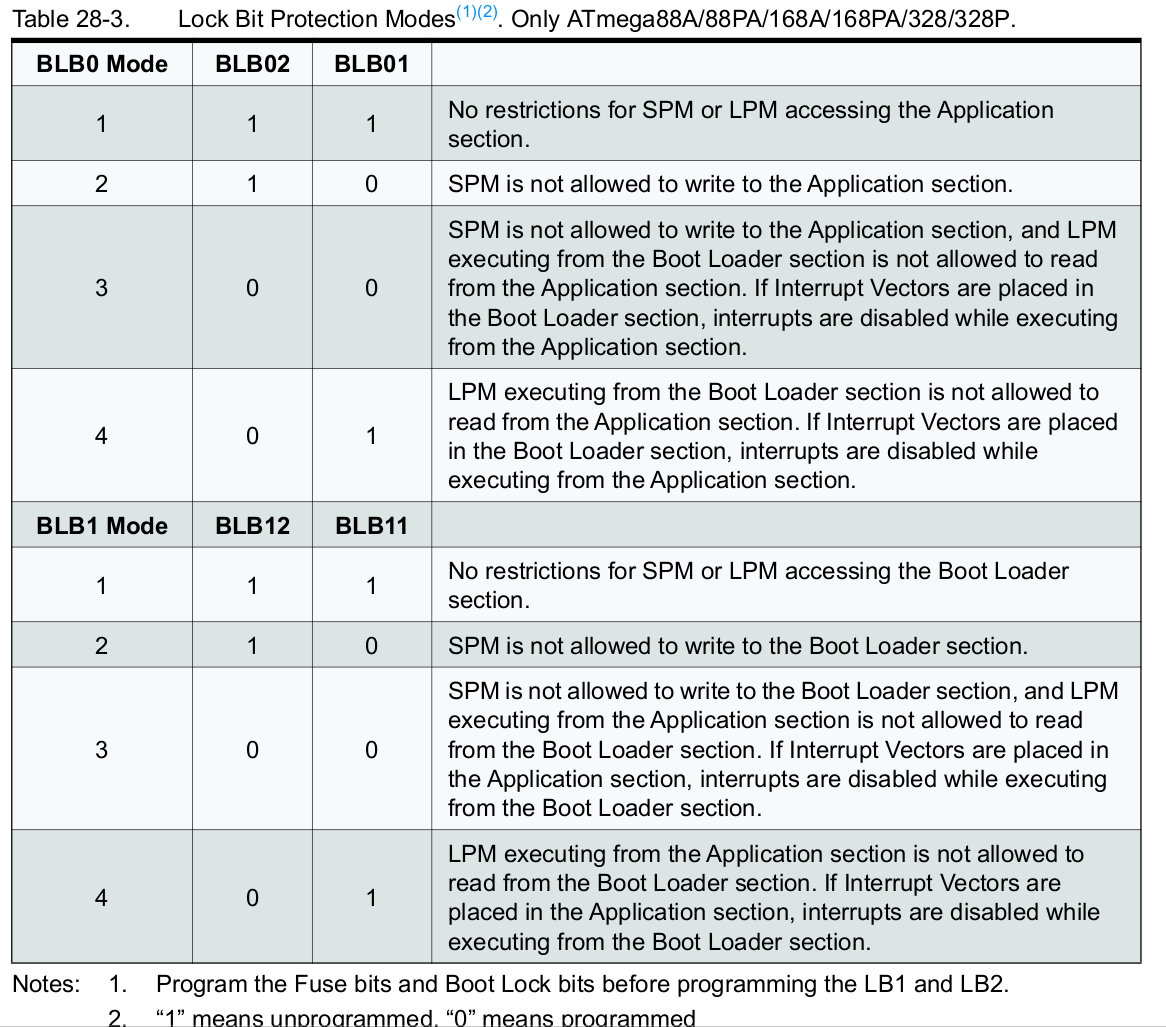 Table 28-3. Lock Bit Protection Modes(1)(2). Only ATmega88A/88PA/168A/168PA/328/328P.
BLB0 Mode BLB02 BLB01
1 1 1 No restrictions for SPM or LPM accessing the Application
section.
2 1 0 SPM is not allowed to write to the Application section.
SPM is not allowed to write to the Application section, and LPM
executing from the Boot Loader section is not allowed to read
3 0 0 from the Application section. If Interrupt Vectors are placed in
the Boot Loader section, interrupts are disabled while executing
from the Application section.
LPM executing from the Boot Loader section is not allowed to
read from the Application section. If Interrupt Vectors are placed
4 0 1 in the Boot Loader section, interrupts are disabled while
executing from the Application section.
BLB1 Mode BLB12 BLB11
1 1 1 No restrictions for SPM or LPM accessing the Boot Loader
section.
2 1 0 SPM is not allowed to write to the Boot Loader section.
SPM is not allowed to write to the Boot Loader section, and LPM
executing from the Application section is not allowed to read
3 0 0 from the Boot Loader section. If Interrupt Vectors are placed in
the Application section, interrupts are disabled while executing
from the Boot Loader section.
LPM executing from the Application section is not allowed to
read from the Boot Loader section. If Interrupt Vectors are
4 0 1 placed in the Application section, interrupts are disabled while
executing from the Boot Loader section.
Notes: 1. Program the Fuse bits and Boot Lock bits before programming the LB1 and LB2.
2. “1” means unprogrammed, “0” means programmed